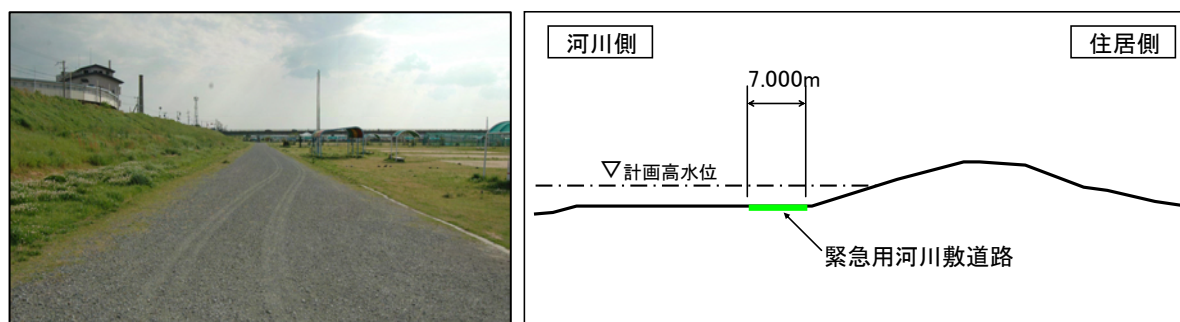 河川側
住居側
7.000m
▽計画高水位
緊急用河川敷道路